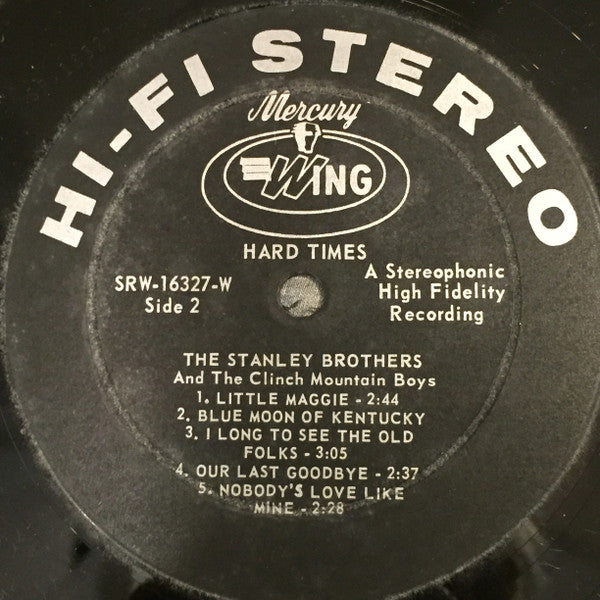 HI-FI STEREO
Mercury
WING
HARD TIMES
SRW-16327-W
Side 2
A Stereophonic
High Fidelity
Recording
THE STANLEY BROTHERS
And The Clinch Mountain Boys
1. LITTLE MAGGIE - 2:44
2. BLUE MOON OF KENTUCKY
3. I LONG TO SEE THE OLD
FOLKS - 3:05
4. OUR LAST GOODBYE - 2:37
5. NOBODY'S LOVE LIKE
MINE - 2:28